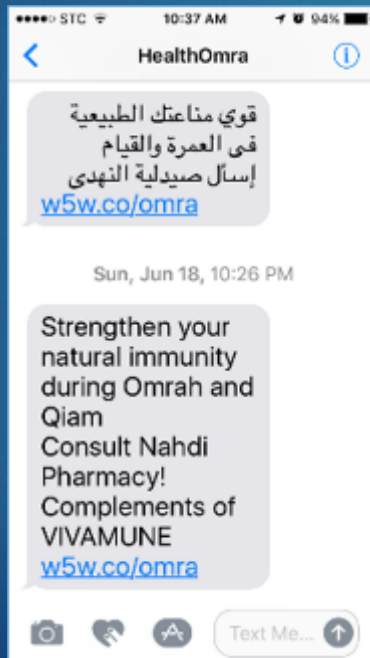 STC 10:37 AM 94%
HealthOmra
قوي مناعتك الطبيعية
فى العمرة والقيام
إسأل صيدلية النهدى
w5w.co/omra
Sun, Jun 18, 10:26 PM
Strengthen your
natural immunity
during Omrah and
Qiam
Consult Nahdi
Pharmacy!
Complements of
VIVAMUNE
w5w.co/omra
Text Me...